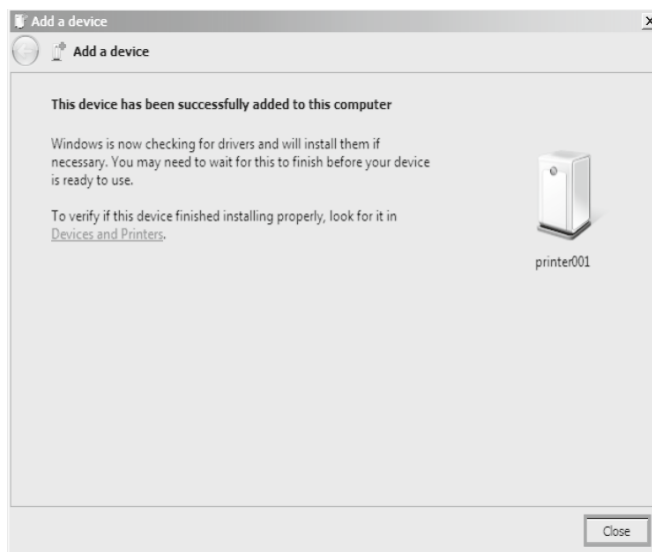 Add a device
Add a device
This device has been successfully added to this computer
Windows is now checking for drivers and will install them if
necessary. You may need to wait for this to finish before your device
is ready to use.
To verify if this device finished installing properly, look for it in
Devices and Printers.
printer001
Close